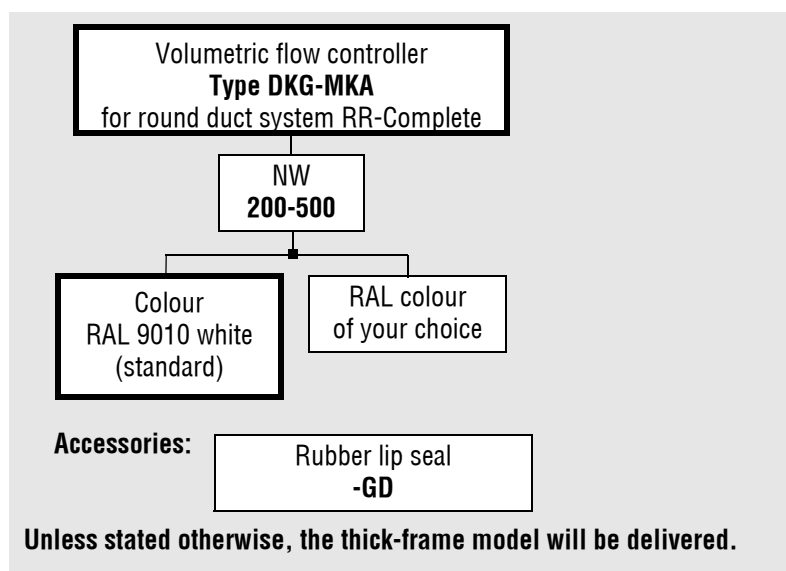 Volumetric flow controller
Type DKG-MKA
for round duct system RR-Complete
NW
200-500
Colour
RAL 9010 white
(standard)
RAL colour
of your choice
Accessories:
Rubber lip seal
-GD
Unless stated otherwise, the thick-frame model will be delivered.